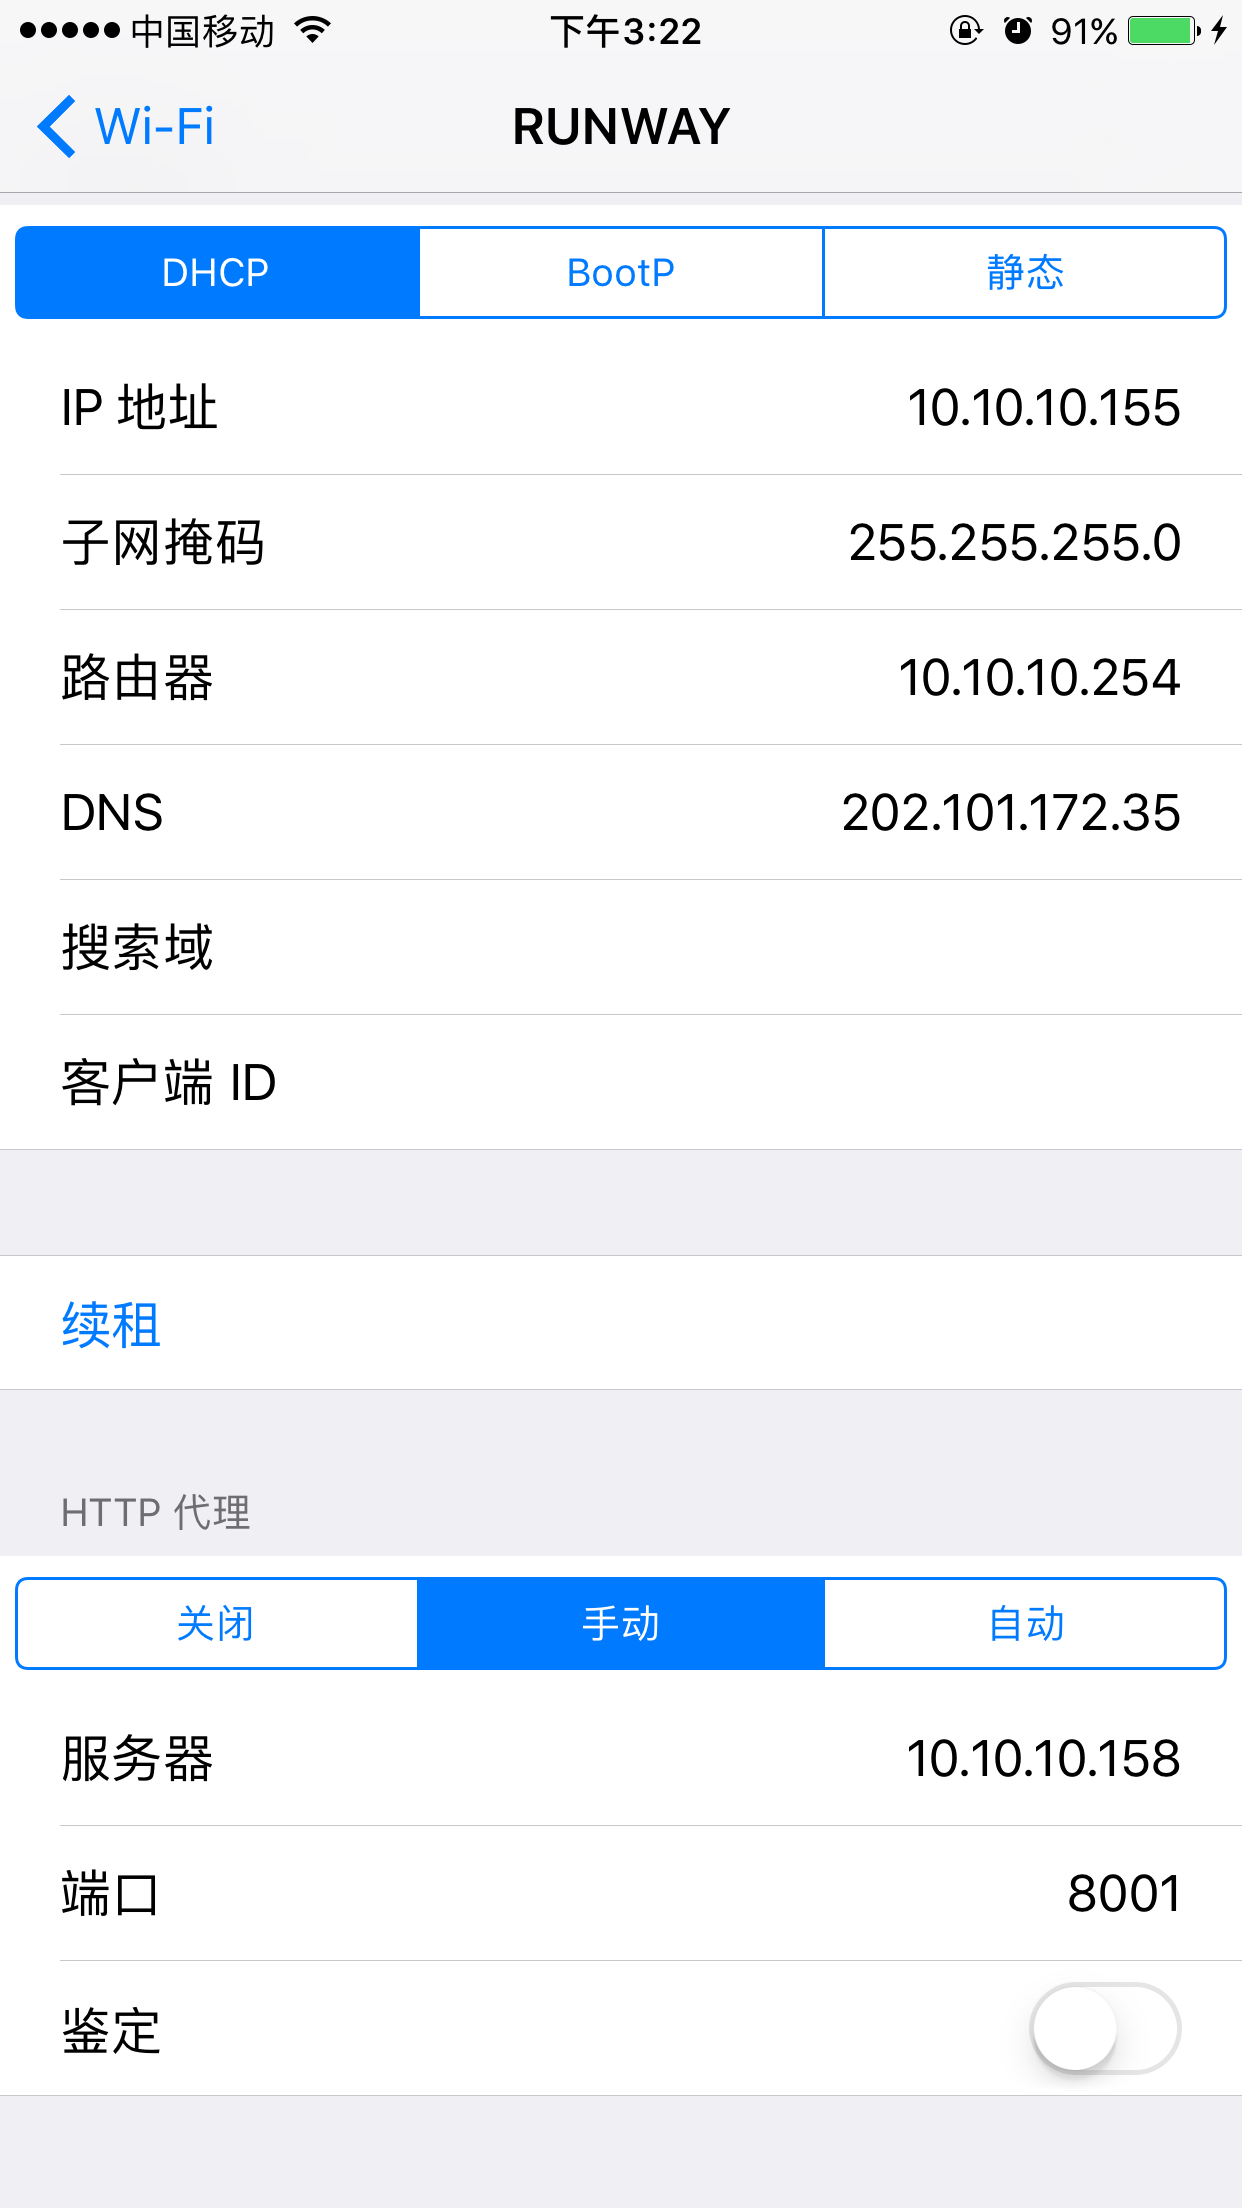 中国移动 下午3:22 91%
Wi-Fi RUNWAY
DHCP BootP 静态
IP 地址 10.10.10.155
子网掩码 255.255.255.0
路由器 10.10.10.254
DNS 202.101.172.35
搜索域
客户端 ID
续租
HTTP 代理
关闭 手动 自动
服务器 10.10.10.158
端口 8001
鉴定